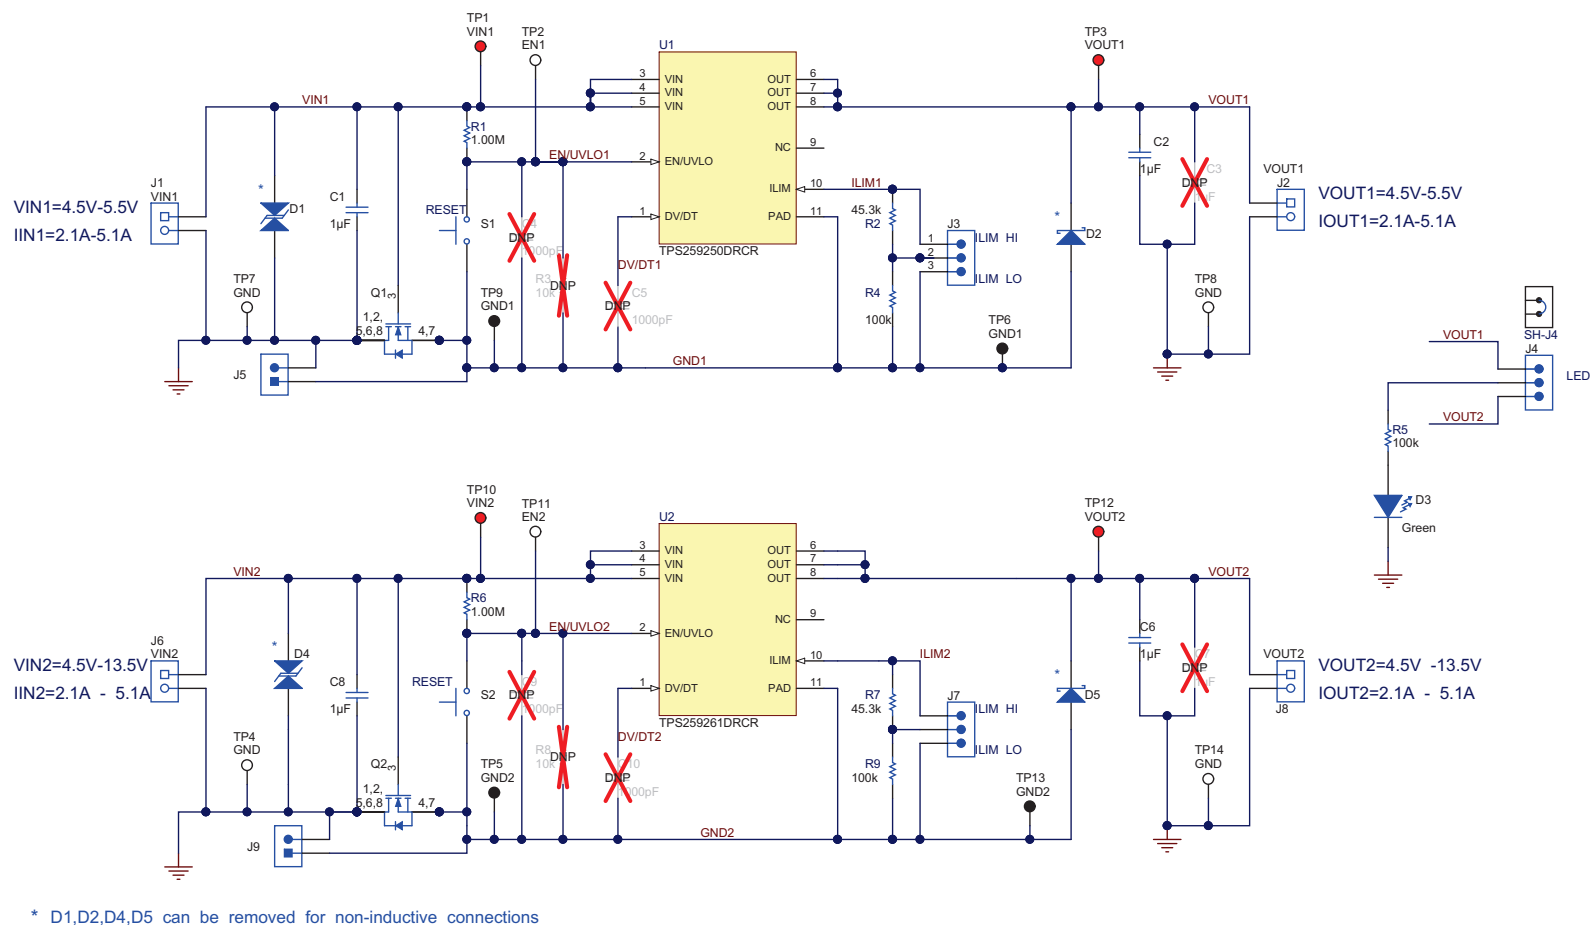 TP1
VIN1
TP2
EN1
U1
TP3
VOUT1
3 VIN
4 VIN
5 VIN
OUT 6
OUT 7
OUT 8
VIN1
VOUT1
R1
1.00M
NC 9
EN/UVLO1
2 EN/UVLO
C2
1µF
DNP
C3
VOUT1
J2
J1
VIN1
VIN1=4.5V-5.5V
IIN1=2.1A-5.1A
* D1
C1
1µF
RESET
S1
ILIM 10
ILIM1
1 DV/DT
PAD 11
45.3k
R2
J3
1
2
3
ILIM HI
ILIM LO
* D2
VOUT1=4.5V-5.5V
IOUT1=2.1A-5.1A
DNP
TPS259250DRCR
DV/DT1
R3
10k
DNP
C5
DNP
1000pF
R4
100k
TP7
GND
Q1
3
1,2,
5,6,8
4,7
TP9
GND1
TP6
GND1
TP8
GND
J5
GND1
SH-J4
J4
LED
VOUT1
VOUT2
R5
100k
D3
Green
TP10
VIN2
TP11
EN2
U2
TP12
VOUT2
3 VIN
4 VIN
5 VIN
OUT 6
OUT 7
OUT 8
VIN2
VOUT2
R6
1.00M
NC 9
EN/UVLO2
2 EN/UVLO
C6
1µF
DNP
VOUT2
J8
J6
VIN2
VIN2=4.5V-13.5V
IIN2=2.1A - 5.1A
* D4
C8
1µF
RESET
S2
ILIM 10
ILIM2
1 DV/DT
PAD 11
R7
45.3k
J7
ILIM HI
ILIM LO
* D5
VOUT2=4.5V -13.5V
IOUT2=2.1A - 5.1A
DNP
TPS259261DRCR
DV/DT2
R8
10k
DNP
DNP
R9
100k
TP4
GND
Q2
3
1,2,
5,6,8
4,7
TP5
GND2
TP13
GND2
TP14
GND
J9
GND2
* D1,D2,D4,D5 can be removed for non-inductive connections